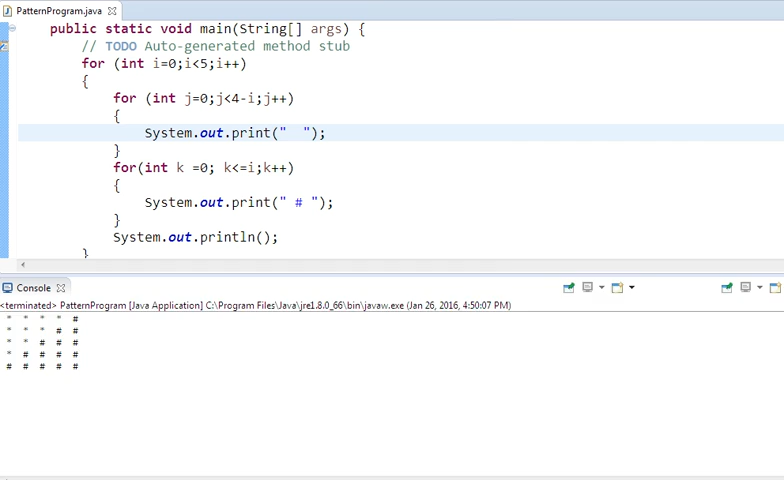 PatternProgram.java
public static void main(String[] args) {
// TODO Auto-generated method stub
for (int i=0;i<5;i++)
{
for (int j=0;j<4-i;j++)
{
System.out.print("  ");
}
for(int k =0; k<=i;k++)
{
System.out.print(" # ");
}
System.out.println();
}
Console
<terminated> PatternProgram [Java Application] C:\Program Files\Java\jre1.8.0_66\bin\javaw.exe (Jan 26, 2016, 4:50:07 PM)
* * * * #
* * * # #
* * # # #
* # # # #
# # # # #